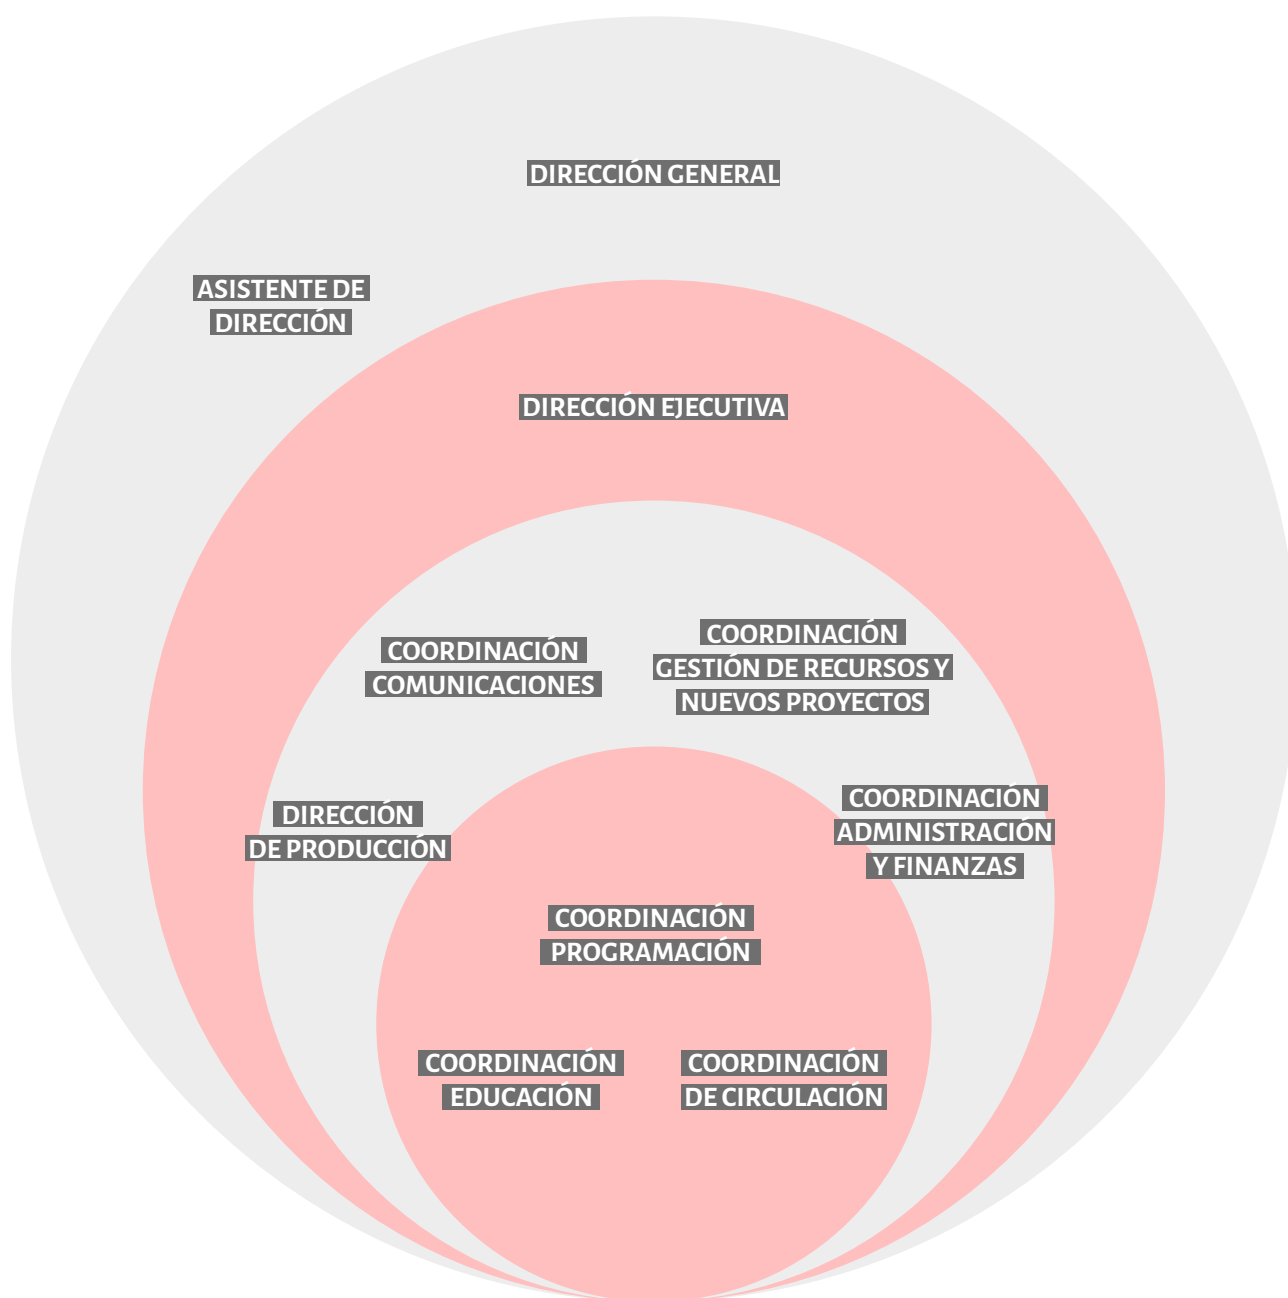 DIRECCIÓN GENERAL
ASISTENTE DE
DIRECCIÓN
DIRECCIÓN EJECUTIVA
COORDINACIÓN
COMUNICACIONES
COORDINACIÓN
GESTIÓN DE RECURSOS Y
NUEVOS PROYECTOS
DIRECCIÓN
DE PRODUCCIÓN
COORDINACIÓN
ADMINISTRACIÓN
Y FINANZAS
COORDINACIÓN
PROGRAMACIÓN
COORDINACIÓN
EDUCACIÓN
COORDINACIÓN
DE CIRCULACIÓN